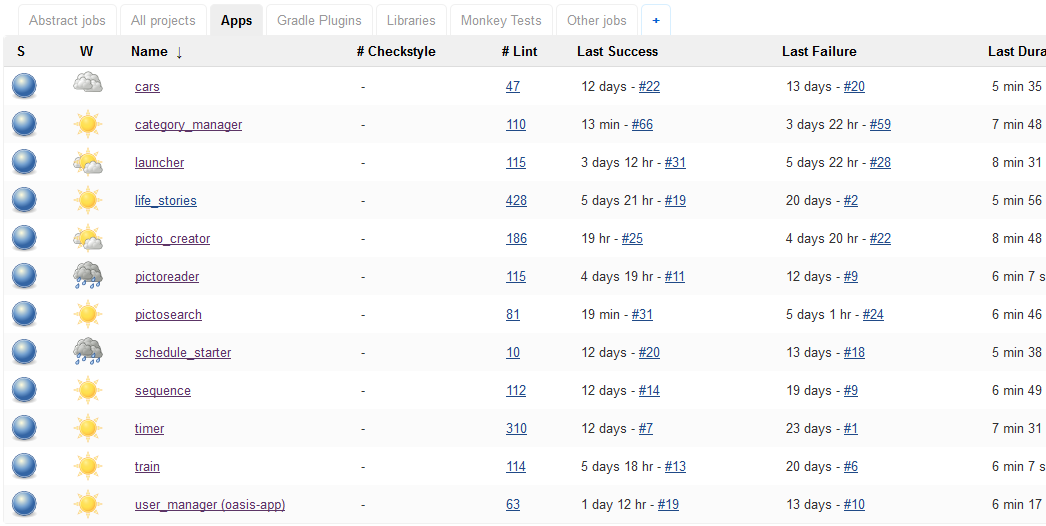 Abstract jobs All projects Apps Gradle Plugins Libraries Monkey Tests Other jobs +
S W Name ↓ # Checkstyle # Lint Last Success Last Failure Last Dura
cars - 47 12 days - #22 13 days - #20 5 min 35
category_manager - 110 13 min - #66 3 days 22 hr - #59 7 min 48
launcher - 115 3 days 12 hr - #31 5 days 22 hr - #28 8 min 31
life_stories - 428 5 days 21 hr - #19 20 days - #2 5 min 56
picto_creator - 186 19 hr - #25 4 days 20 hr - #22 8 min 48
pictoreader - 115 4 days 19 hr - #11 12 days - #9 6 min 7 s
pictosearch - 81 19 min - #31 5 days 1 hr - #24 6 min 46
schedule_starter - 10 12 days - #20 13 days - #18 5 min 38
sequence - 112 12 days - #14 19 days - #9 6 min 49
timer - 310 12 days - #7 23 days - #1 7 min 31
train - 114 5 days 18 hr - #13 20 days - #6 6 min 7 s
user_manager (oasis-app) - 63 1 day 12 hr - #19 13 days - #10 6 min 17